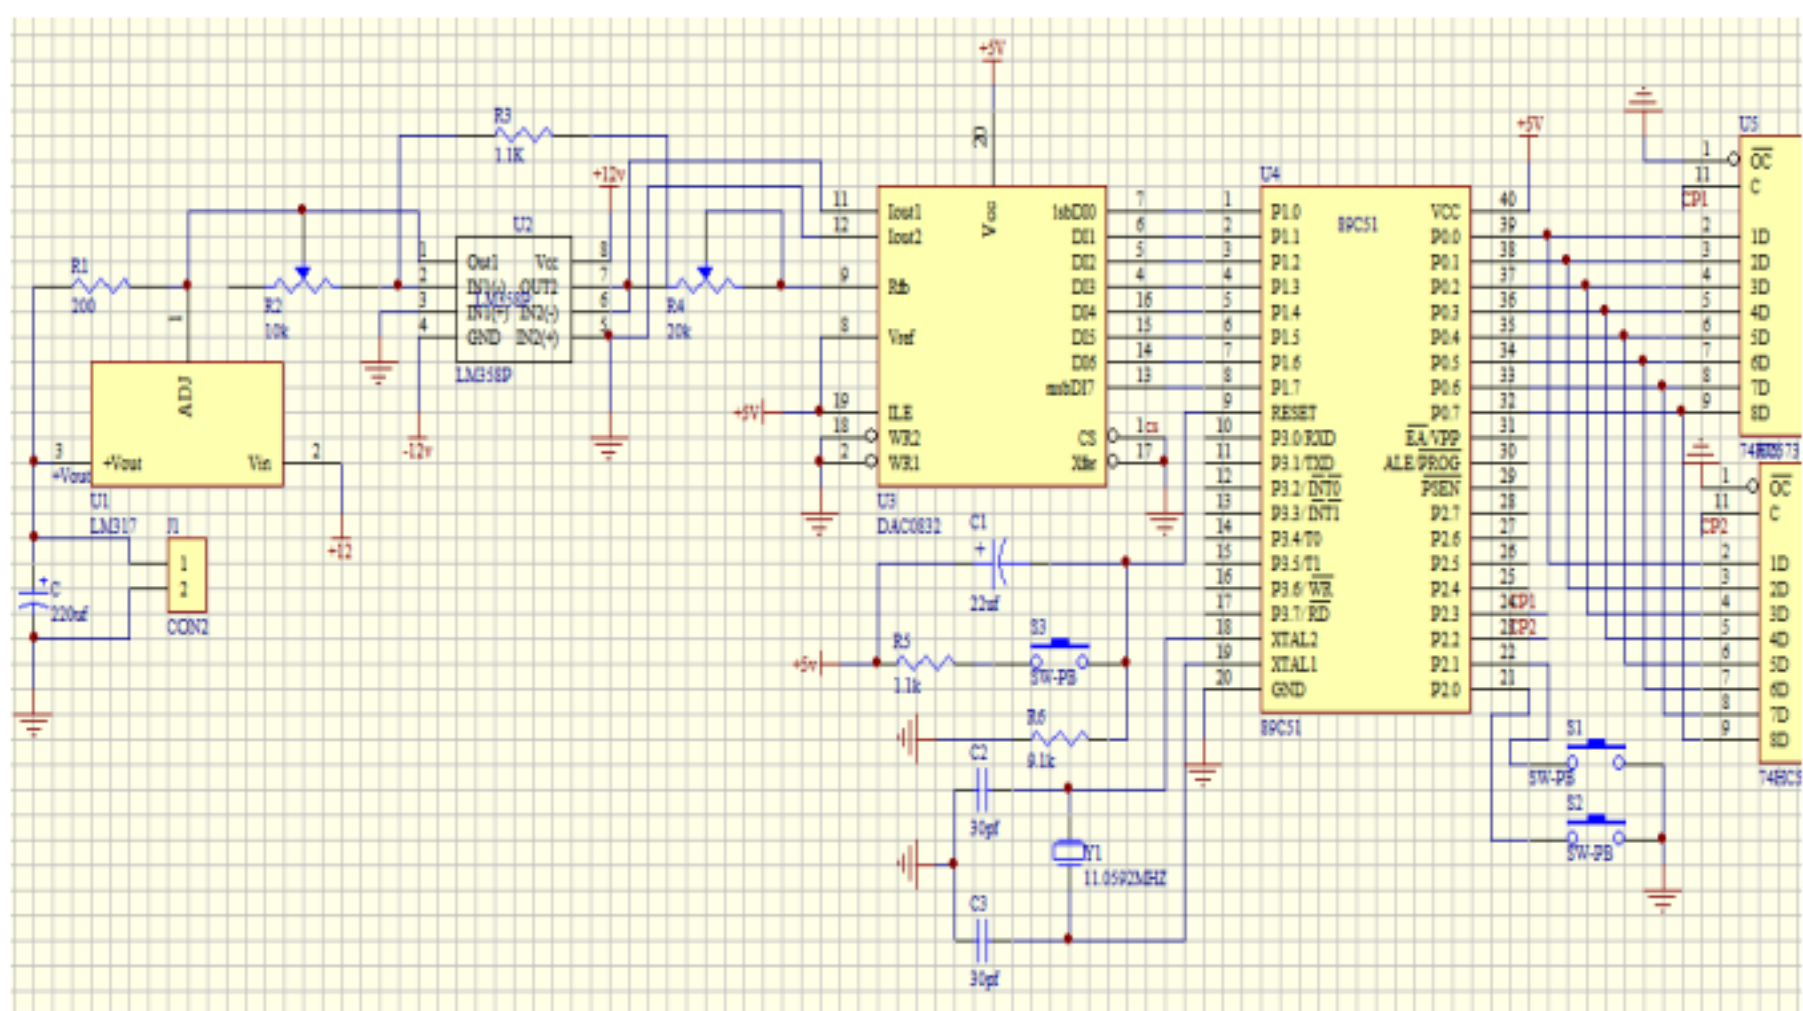 +5V
R3
1.1K
20
+12v
U2
1 Out1 Vcc 8
2 IN1(-) OUT2 7
3 IN1(+) IN2(-) 6
4 GND IN2(+) 5
LM358P
LM358P
-12v
R1
200
R2
10k
R4
20k
1
ADJ
3 +Vout Vin 2
+Vout
U1
LM317
+12
J1
1
2
CON2
+
C
220uf
Vcc
11 Iout1 lsbDI0 7
12 Iout2 DI1 6
DI2 5
9 Rfb DI3 4
DI4 16
8 Vref DI5 15
DI6 14
msbDI7 13
+5V
19 ILE
18 WR2 CS 1 cs
2 WR1 Xfer 17
U3
DAC0832
C1
+
22uf
+5v
R5
1.1k
S3
SW-PB
R6
9.1k
C2
30pf
Y1
11.0592MHZ
C3
30pf
U4
89C51
+5V
1 P1.0 VCC 40
2 P1.1 P0.0 39
3 P1.2 P0.1 38
4 P1.3 P0.2 37
5 P1.4 P0.3 36
6 P1.5 P0.4 35
7 P1.6 P0.5 34
8 P1.7 P0.6 33
9 RESET P0.7 32
10 P3.0/RXD EA/VPP 31
11 P3.1/TXD ALE/PROG 30
12 P3.2/INT0 PSEN 29
13 P3.3/INT1 P2.7 28
14 P3.4/T0 P2.6 27
15 P3.5/T1 P2.5 26
16 P3.6/WR P2.4 25
17 P3.7/RD P2.3 24 CP1
18 XTAL2 P2.2 23 CP2
19 XTAL1 P2.1 22
20 GND P2.0 21
89C51
S1
SW-PB
S2
SW-PB
U5
1 OC
11 C
CP1
2 1D
3 2D
4 3D
5 4D
6 5D
7 6D
8 7D
9 8D
1 OC
11 C
CP2
2 1D
3 2D
4 3D
5 4D
6 5D
7 6D
8 7D
9 8D
74HC5